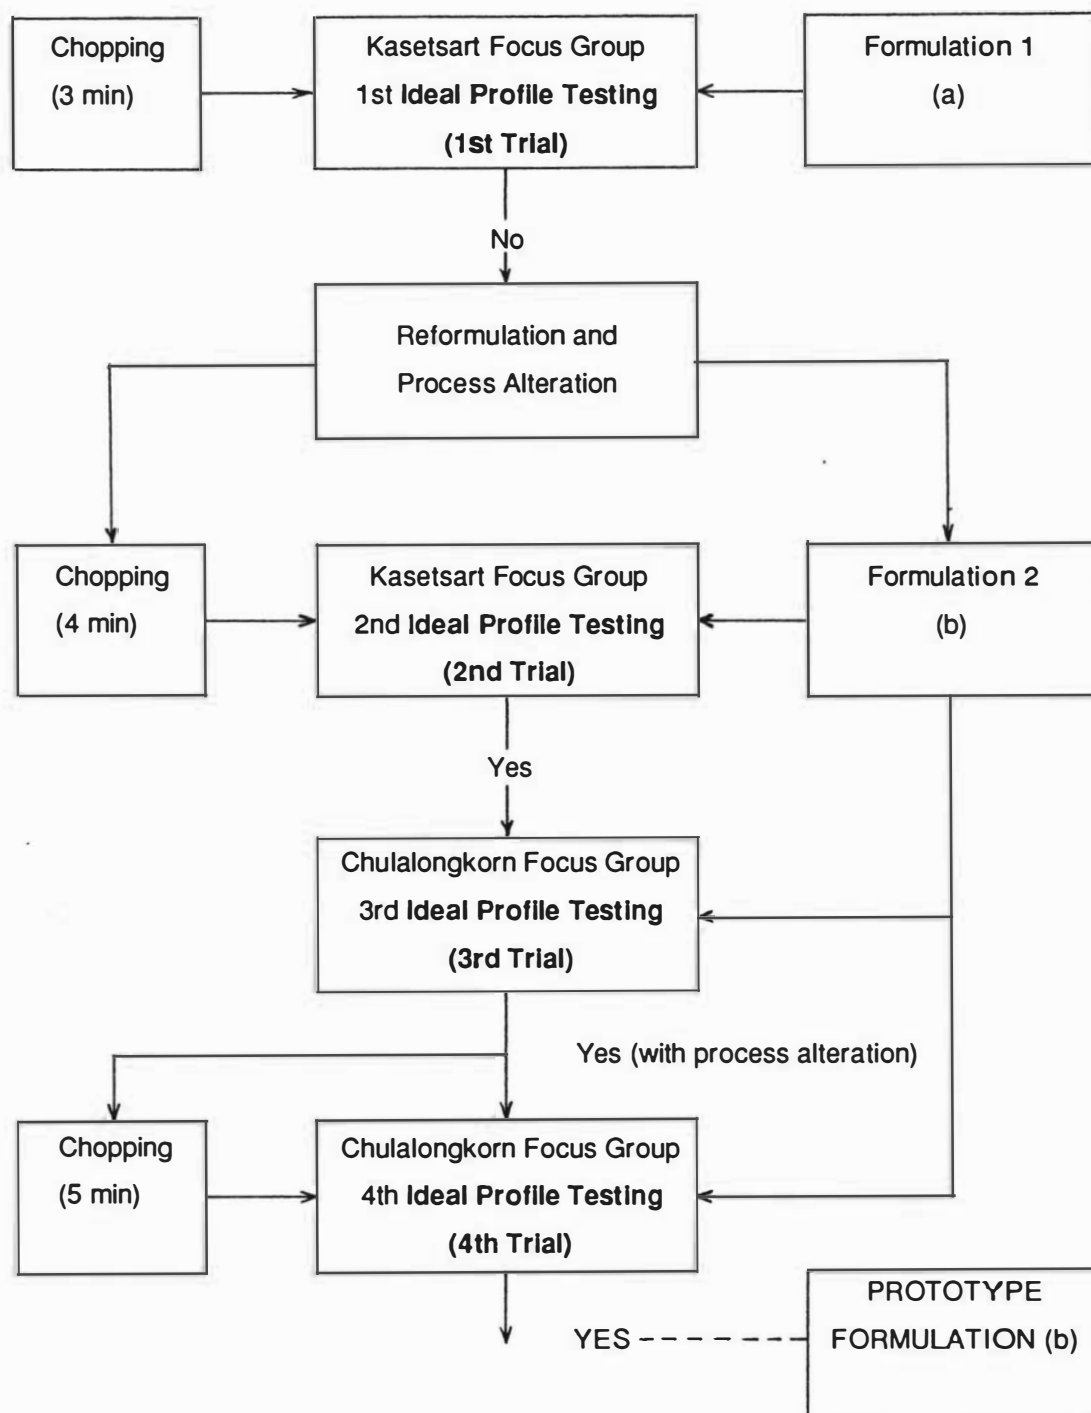 Chopping
(3 min)
Kasetsart Focus Group
1st Ideal Profile Testing
(1st Trial)
Formulation 1
(a)
No
Reformulation and
Process Alteration
Chopping
(4 min)
Kasetsart Focus Group
2nd Ideal Profile Testing
(2nd Trial)
Formulation 2
(b)
Yes
Chulalongkorn Focus Group
3rd Ideal Profile Testing
(3rd Trial)
Yes (with process alteration)
Chopping
(5 min)
Chulalongkorn Focus Group
4th Ideal Profile Testing
(4th Trial)
YES
PROTOTYPE
FORMULATION (b)